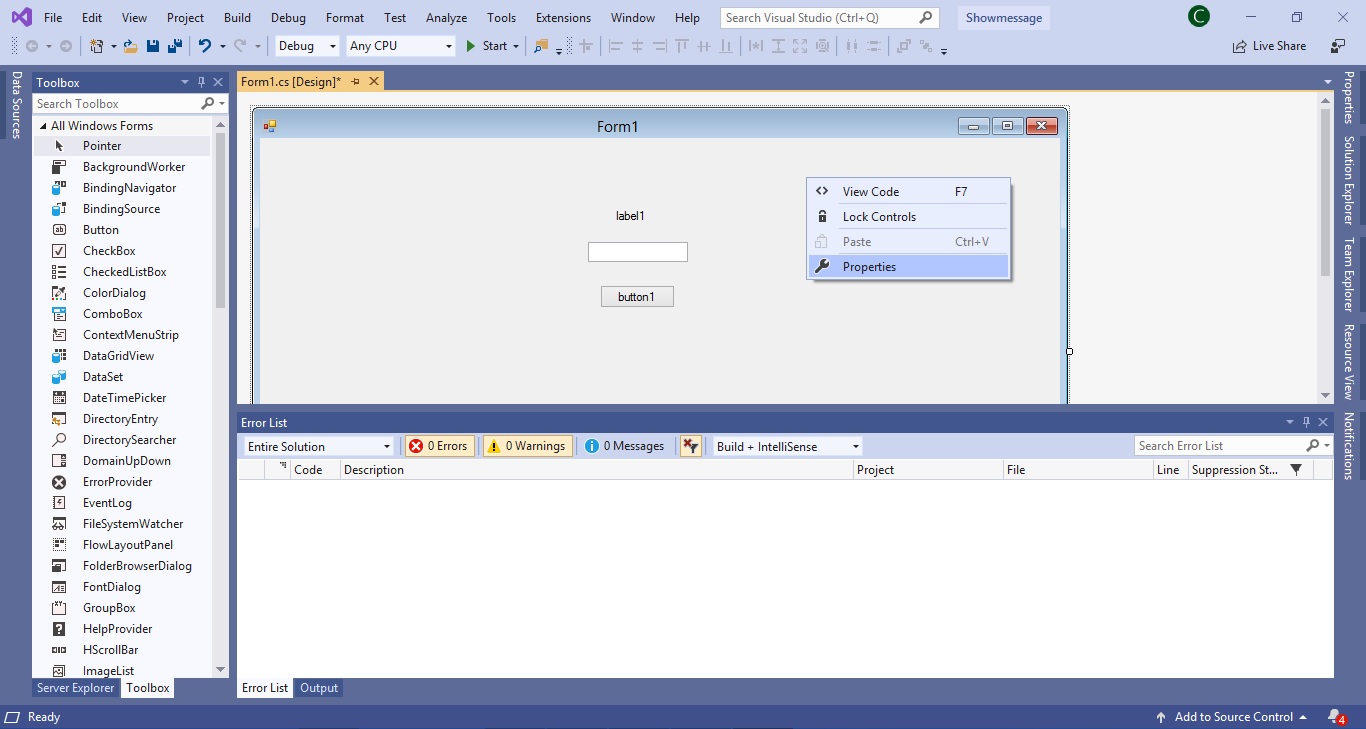 File Edit View Project Build Debug Format Test Analyze Tools Extensions Window Help Search Visual Studio (Ctrl+Q) Showmessage C
Debug Any CPU Start Live Share
Data Sources
Toolbox
Search Toolbox
All Windows Forms
Pointer
BackgroundWorker
BindingNavigator
BindingSource
Button
CheckBox
CheckedListBox
ColorDialog
ComboBox
ContextMenuStrip
DataGridView
DataSet
DateTimePicker
DirectoryEntry
DirectorySearcher
DomainUpDown
ErrorProvider
EventLog
FileSystemWatcher
FlowLayoutPanel
FolderBrowserDialog
FontDialog
GroupBox
HelpProvider
HScrollBar
ImageList
Server Explorer Toolbox
Form1.cs [Design]*
Form1
label1
button1
View Code F7
Lock Controls
Paste Ctrl+V
Properties
Error List
Entire Solution 0 Errors 0 Warnings 0 Messages Build + IntelliSense Search Error List
Code Description Project File Line Suppression St...
Error List Output
Properties
Solution Explorer
Team Explorer
Resource View
Notifications
Ready Add to Source Control 4